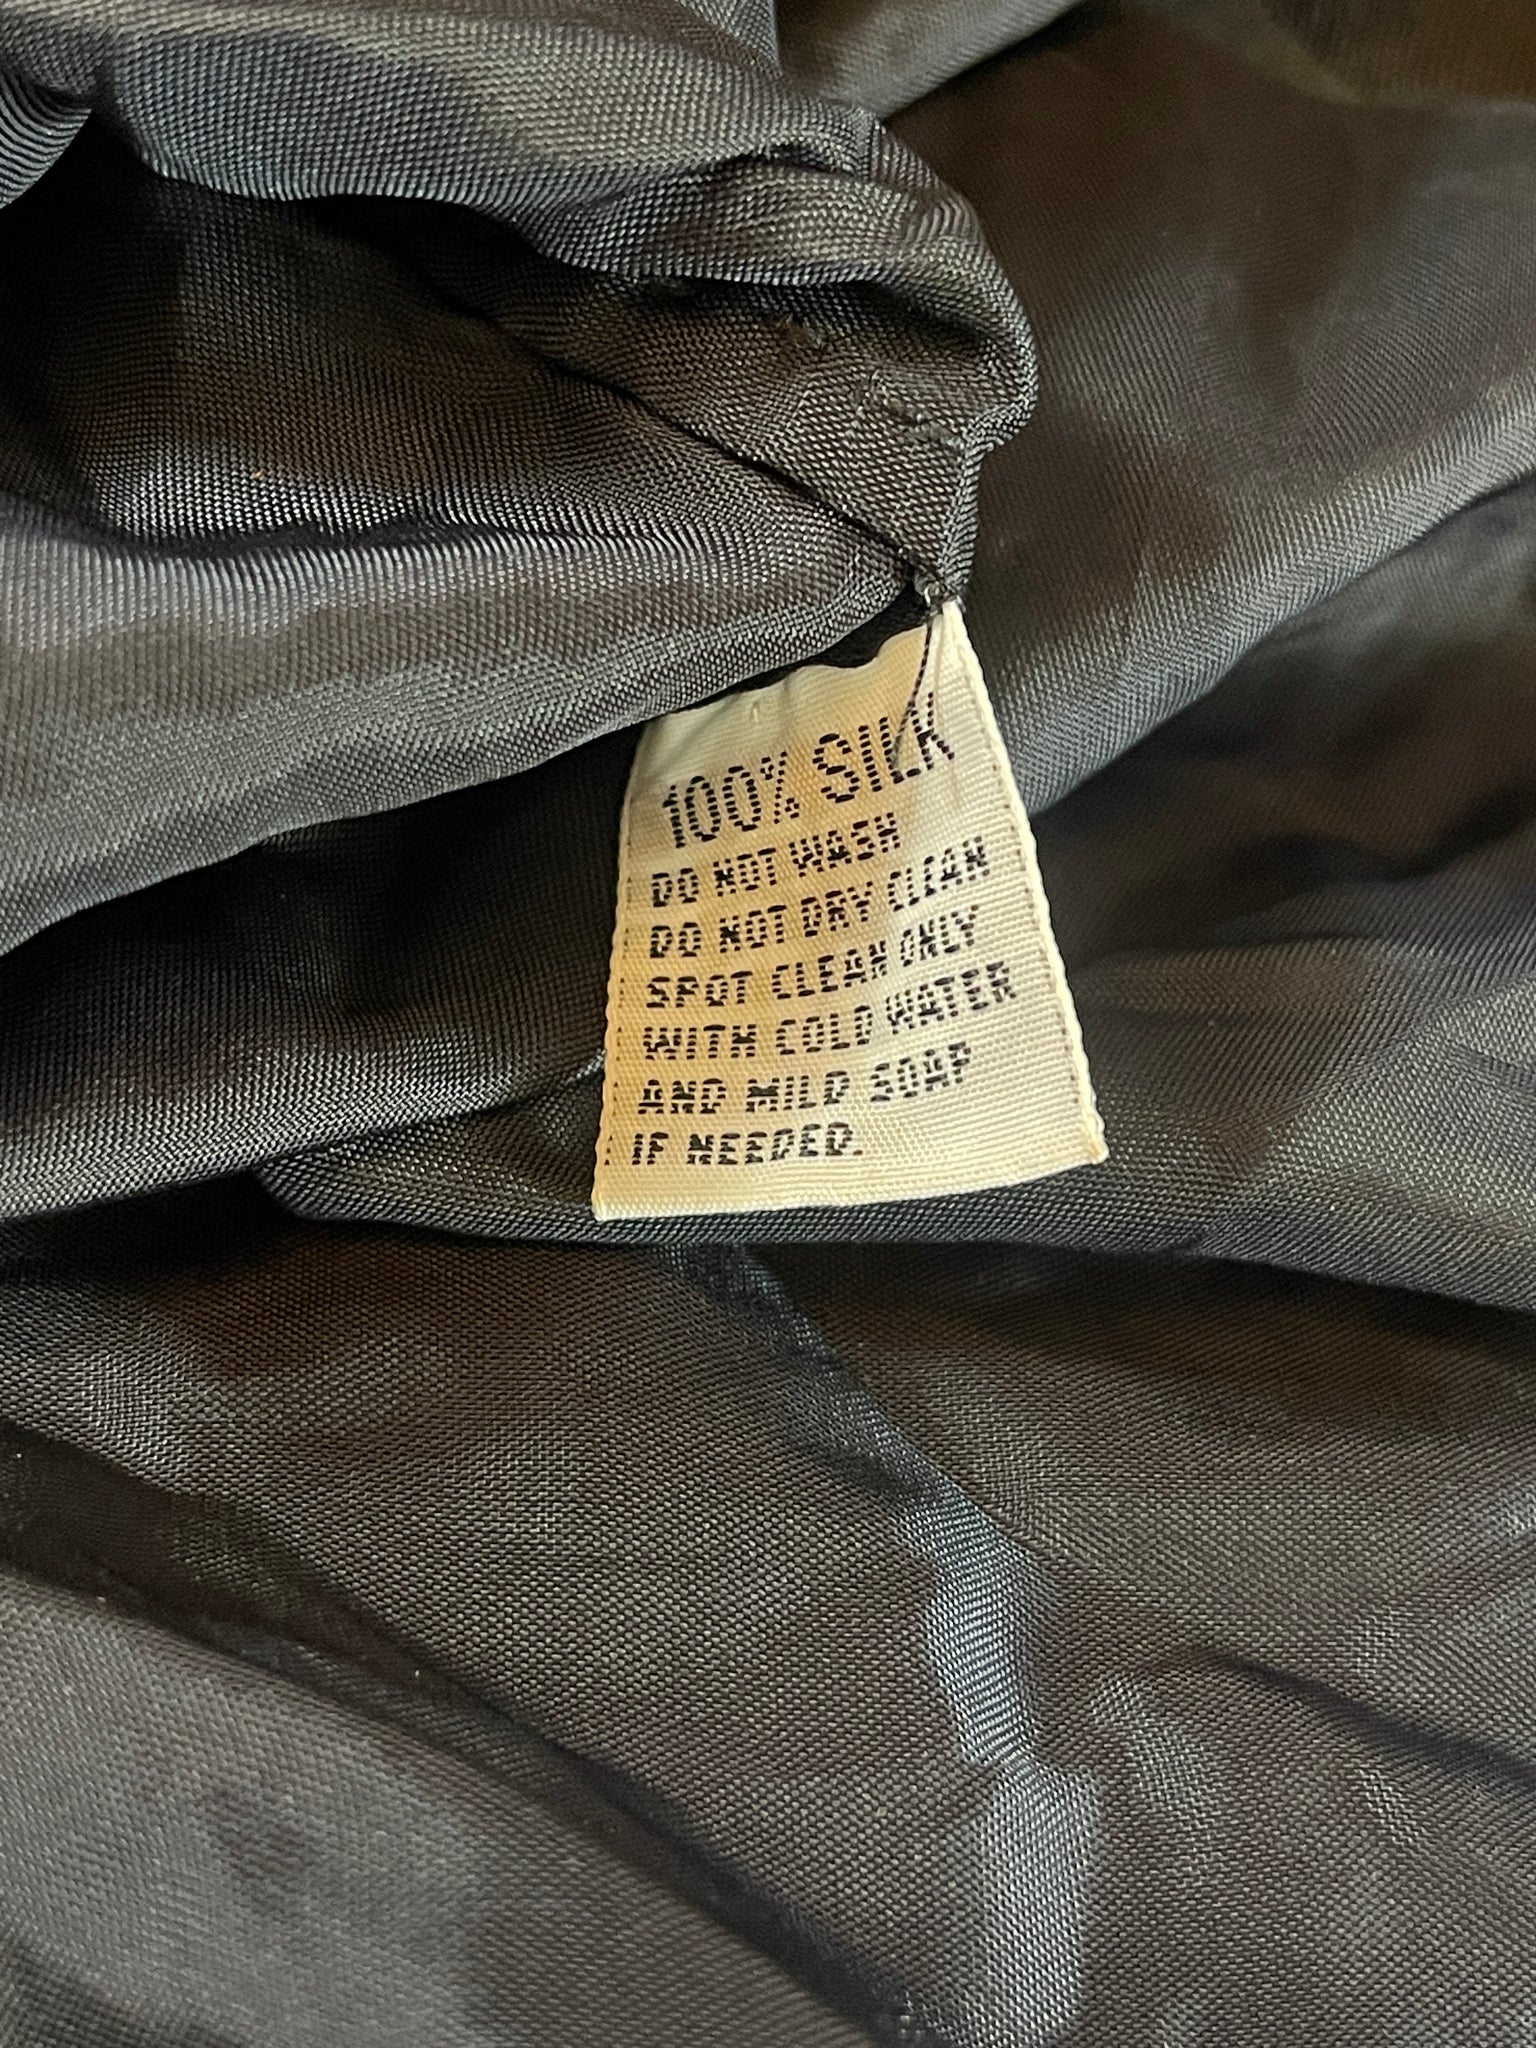 100% SILK
DO NOT WASH
DO NOT DRY CLEAN
SPOT CLEAN ONLY
WITH COLD WATER
AND MILD SOAP
IF NEEDED.